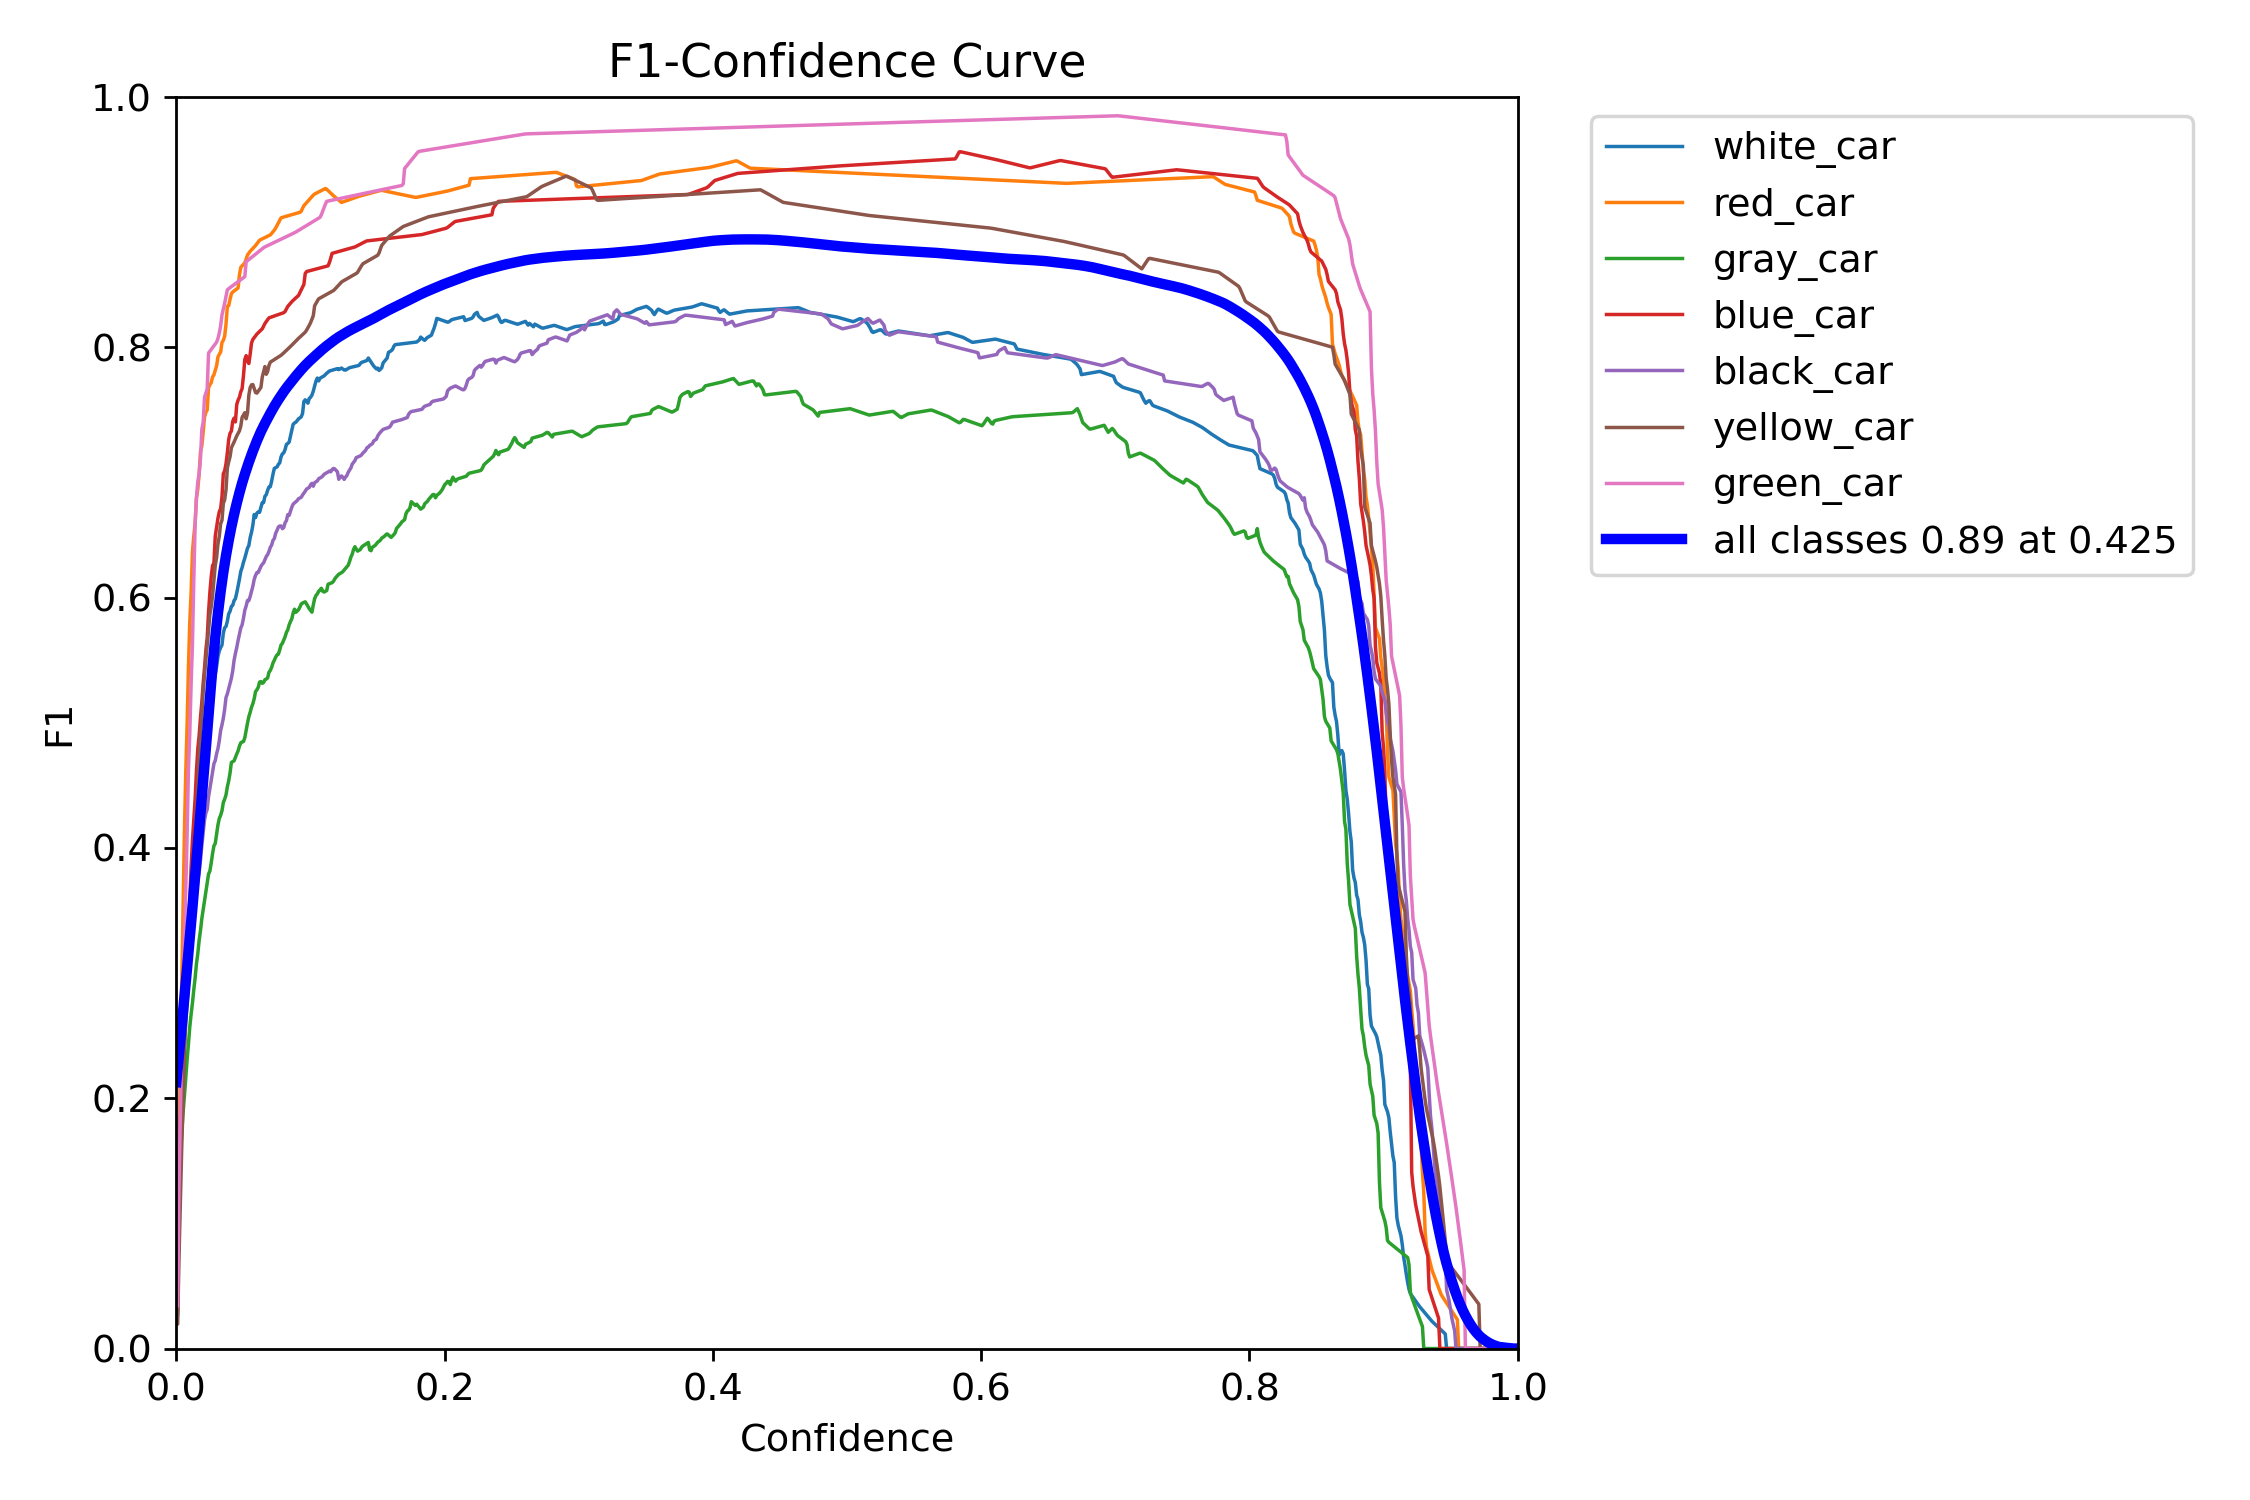 F1-Confidence Curve
1.0
0.8
0.6
0.4
0.2
0.0
F1
0.0 0.2 0.4 0.6 0.8 1.0
Confidence
white_car
red_car
gray_car
blue_car
black_car
yellow_car
green_car
all classes 0.89 at 0.425